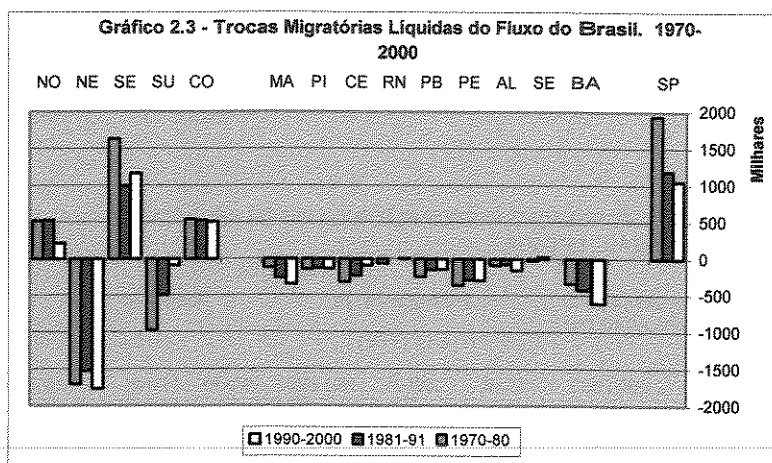 Gráfico 2.3 - Trocas Migratórias Líquidas do Fluxo do Brasil. 1970-
2000
NO NE SE SU CO MA PI CE RN PB PE AL SE BA SP
2000
1500
1000
500
0
-500
-1000
-1500
-2000
Milhares
1990-2000 1981-91 1970-80